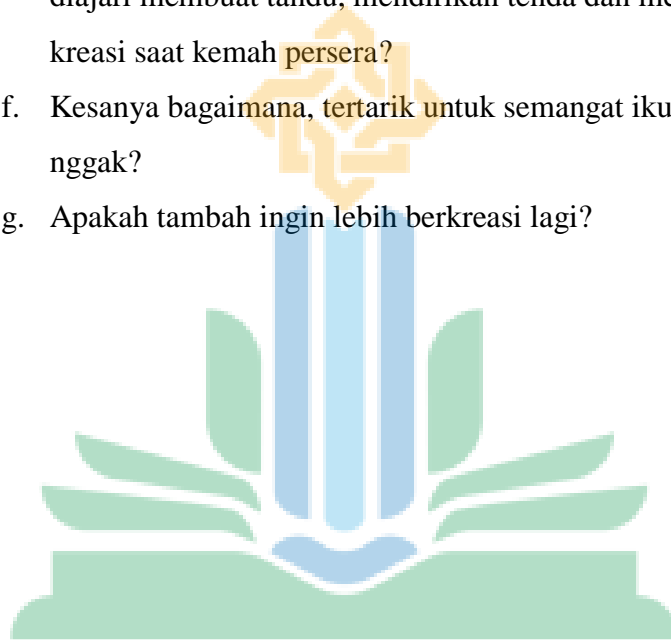 diajari membuat tandu, mendirikan tenda dan
kreasi saat kemah persera?
f. Kesanya bagaimana, tertarik untuk semangat
nggak?
g. Apakah tambah ingin lebih berkreasi lagi?